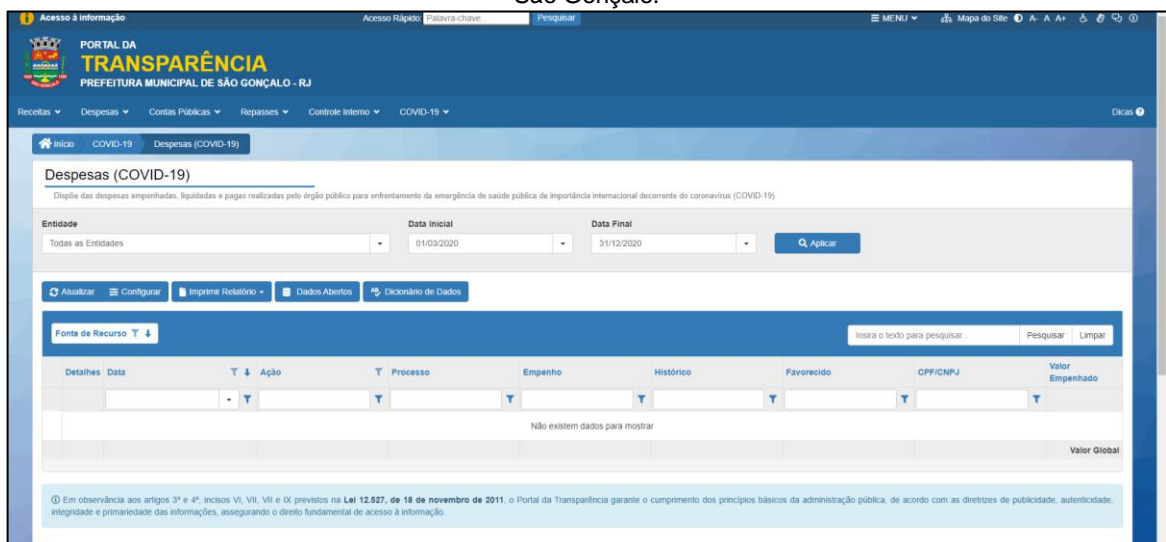 São Gonçalo.
Acesso à informação Acesso Rápido: Palavra-chave... Pesquisar MENU Mapa do Site A- A A+
PORTAL DA
TRANSPARÊNCIA
PREFEITURA MUNICIPAL DE SÃO GONÇALO - RJ
Receitas Despesas Contas Públicas Repasses Controle Interno COVID-19 Dicas
Início COVID-19 Despesas (COVID-19)
Despesas (COVID-19)
Dispõe das despesas empenhadas, liquidadas e pagas realizadas pelo órgão público para enfrentamento da emergência de saúde pública de importância internacional decorrente do coronavírus (COVID-19).
Entidade Data Inicial Data Final
Todas as Entidades 01/03/2020 31/12/2020 Aplicar
Atualizar Configurar Imprimir Relatório Dados Abertos Dicionário de Dados
Fonte de Recurso Insira o texto para pesquisar... Pesquisar Limpar
Detalhes Data Ação Processo Empenho Histórico Favorecido CPF/CNPJ Valor Empenhado
Não existem dados para mostrar
Valor Global
Em observância aos artigos 3º e 4º, incisos VI, VII, VII e IX previstos na Lei 12.527, de 18 de novembro de 2011, o Portal da Transparência garante o cumprimento dos princípios básicos da administração pública, de acordo com as diretrizes de publicidade, autenticidade,
integridade e primariedade das informações, assegurando o direito fundamental de acesso à informação.